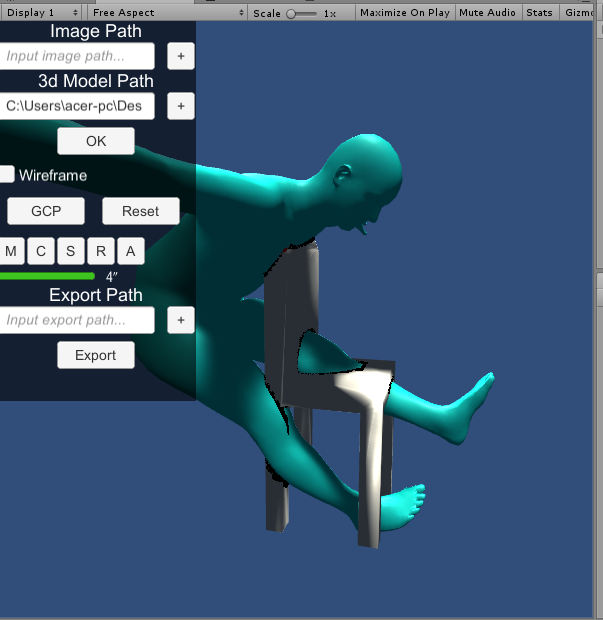 Display 1 Free Aspect Scale 1x Maximize On Play Mute Audio Stats Gizm
Image Path
Input image path... +
3d Model Path
C:\Users\acer-pc\Des +
OK
Wireframe
GCP Reset
M C S R A
4"
Export Path
Input export path... +
Export